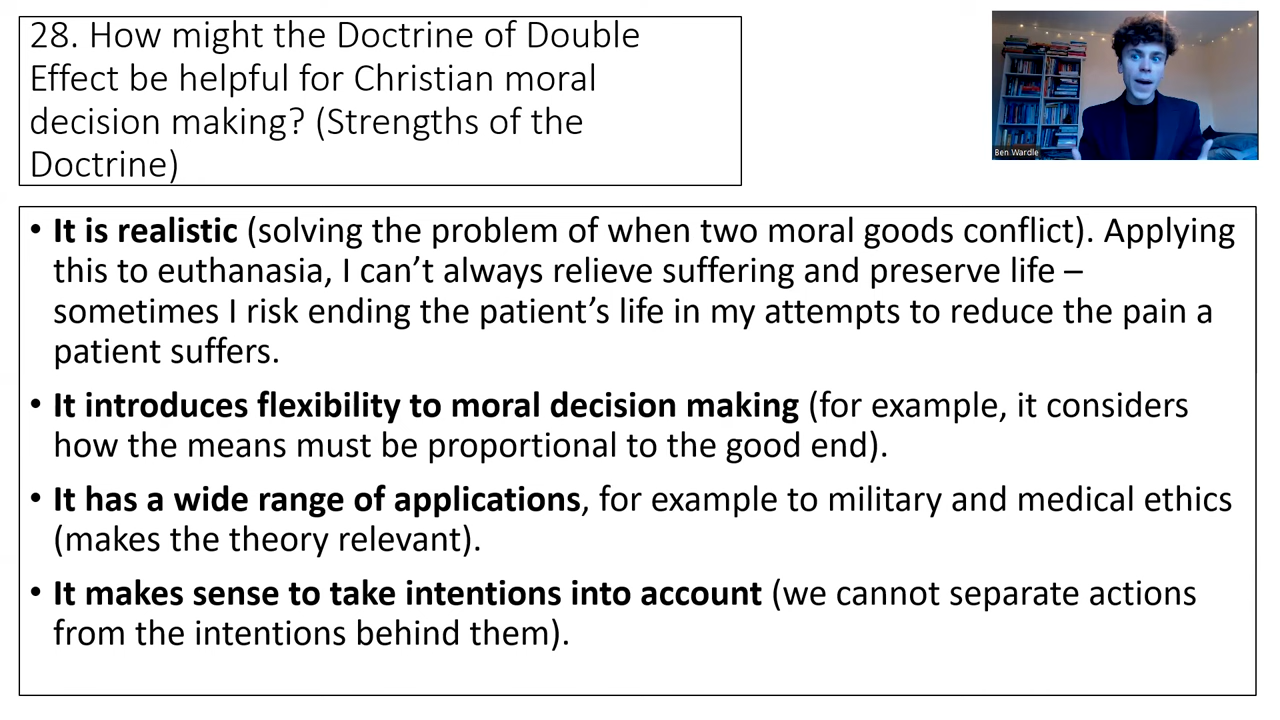 28. How might the Doctrine of Double
Effect be helpful for Christian moral
decision making? (Strengths of the
Doctrine)
Ben Wardle
• It is realistic (solving the problem of when two moral goods conflict). Applying
this to euthanasia, I can’t always relieve suffering and preserve life –
sometimes I risk ending the patient’s life in my attempts to reduce the pain a
patient suffers.
• It introduces flexibility to moral decision making (for example, it considers
how the means must be proportional to the good end).
• It has a wide range of applications, for example to military and medical ethics
(makes the theory relevant).
• It makes sense to take intentions into account (we cannot separate actions
from the intentions behind them).